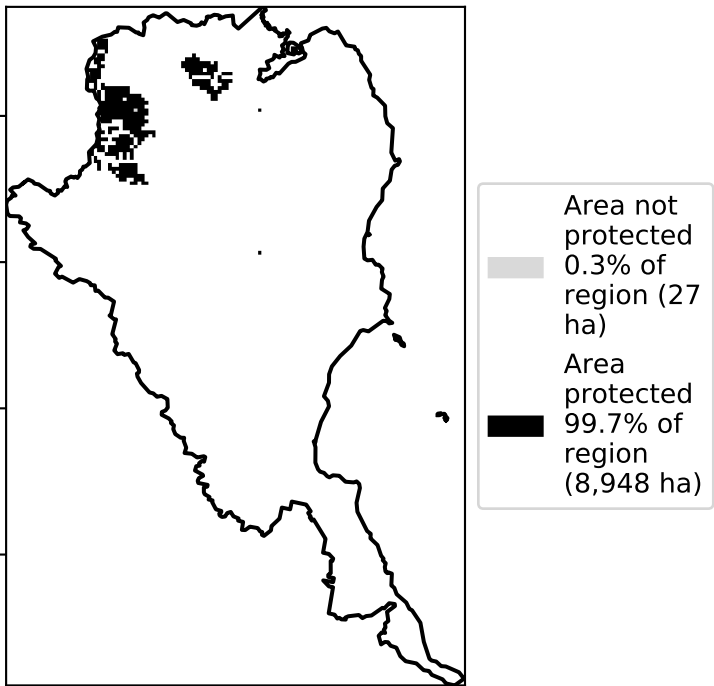 Area not
protected
0.3% of
region (27
ha)
Area
protected
99.7% of
region
(8,948 ha)